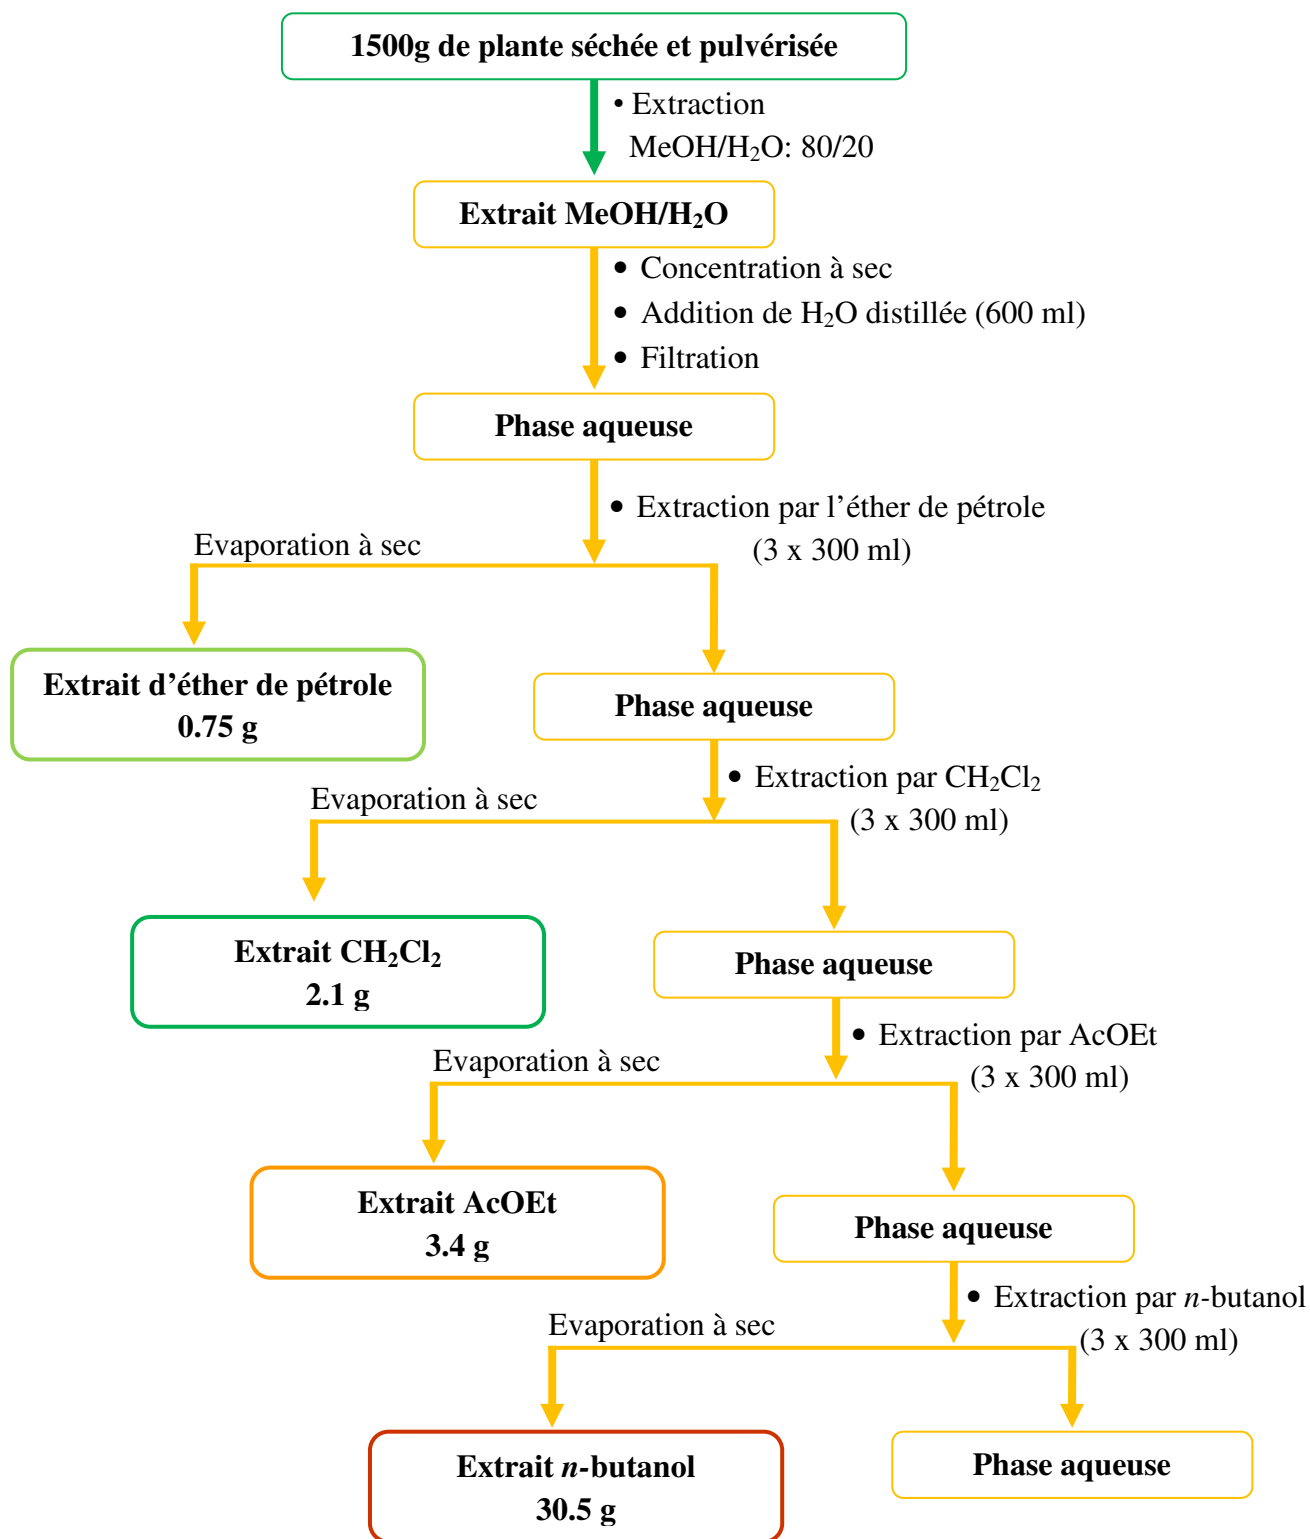 1500g de plante séchée et pulvérisée
• Extraction
MeOH/H₂O: 80/20
Extrait MeOH/H₂O
• Concentration à sec
• Addition de H₂O distillée (600 ml)
• Filtration
Phase aqueuse
• Extraction par l’éther de pétrole
(3 x 300 ml)
Evaporation à sec
Extrait d’éther de pétrole
0.75 g
Phase aqueuse
• Extraction par CH₂Cl₂
(3 x 300 ml)
Evaporation à sec
Extrait CH₂Cl₂
2.1 g
Phase aqueuse
• Extraction par AcOEt
(3 x 300 ml)
Evaporation à sec
Extrait AcOEt
3.4 g
Phase aqueuse
• Extraction par n-butanol
(3 x 300 ml)
Evaporation à sec
Extrait n-butanol
30.5 g
Phase aqueuse